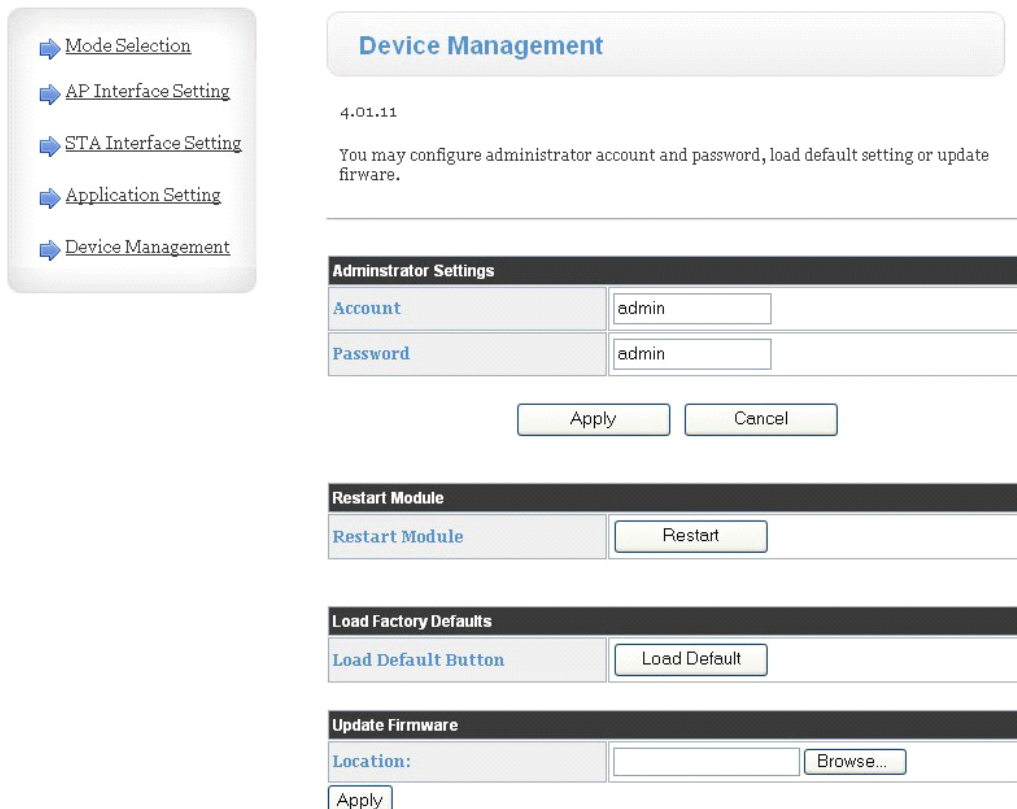 Mode Selection
AP Interface Setting
STA Interface Setting
Application Setting
Device Management
Device Management
4.01.11
You may configure administrator account and password, load default setting or update
firware.
Adminstrator Settings
Account admin
Password admin
Apply Cancel
Restart Module
Restart Module Restart
Load Factory Defaults
Load Default Button Load Default
Update Firmware
Location: Browse...
Apply